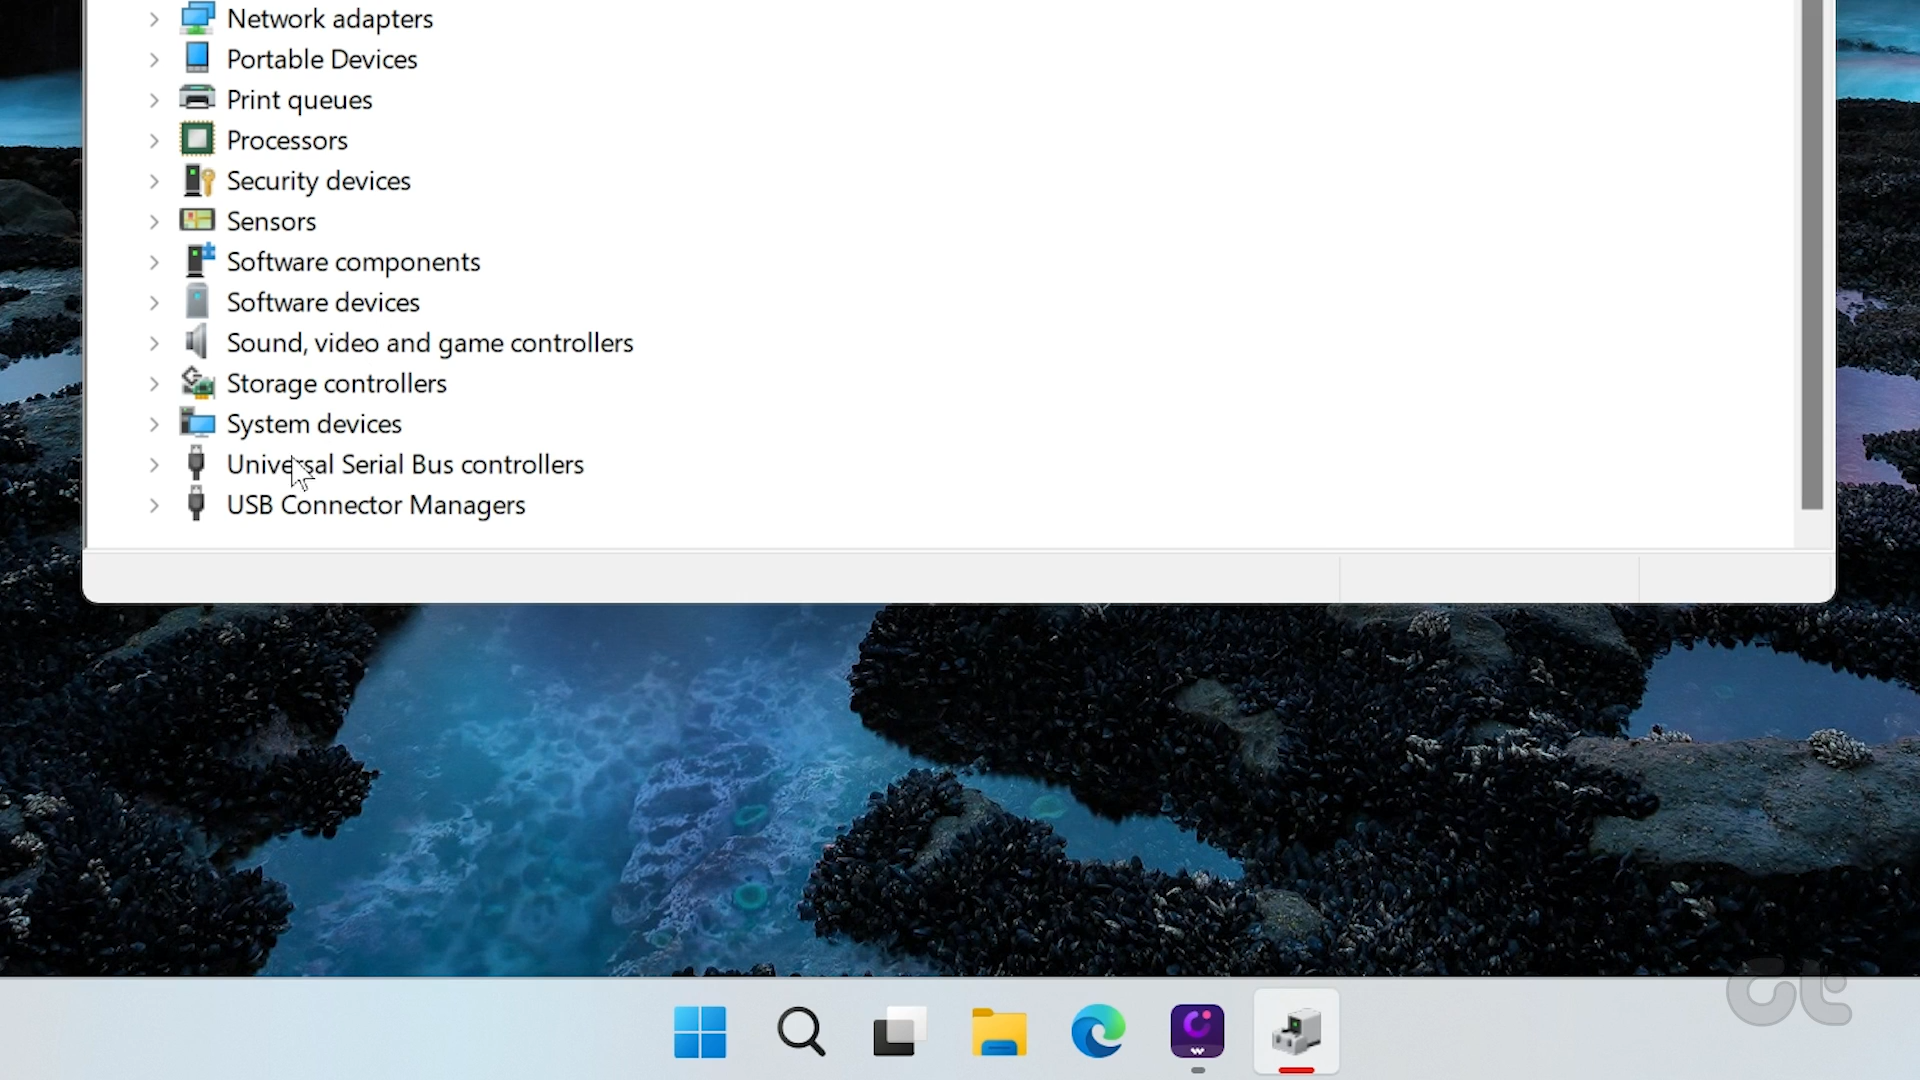 Network adapters
Portable Devices
Print queues
Processors
Security devices
Sensors
Software components
Software devices
Sound, video and game controllers
Storage controllers
System devices
Universal Serial Bus controllers
USB Connector Managers
Gt